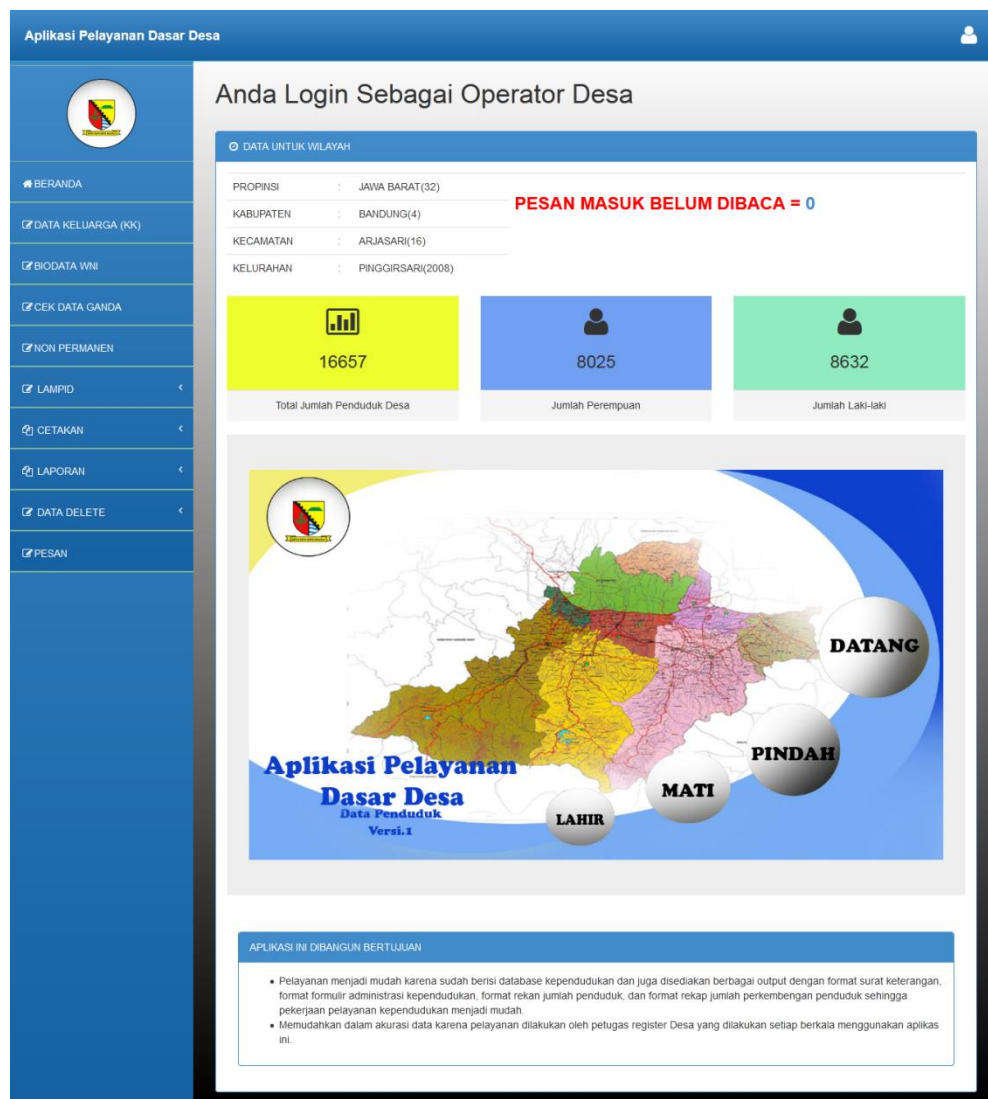 Aplikasi Pelayanan Dasar Desa
Anda Login Sebagai Operator Desa
BERANDA
DATA KELUARGA (KK)
BIODATA WNI
CEK DATA GANDA
NON PERMANEN
LAMPID
CETAKAN
LAPORAN
DATA DELETE
PESAN
DATA UNTUK WILAYAH
PROPINSI : JAWA BARAT(32)
KABUPATEN : BANDUNG(4)
KECAMATAN : ARJASARI(16)
KELURAHAN : PINGGIRSARI(2008)
PESAN MASUK BELUM DIBACA = 0
16657
Total Jumlah Penduduk Desa
8025
Jumlah Perempuan
8632
Jumlah Laki-laki
DATANG
PINDAH
MATI
LAHIR
Aplikasi Pelayanan
Dasar Desa
Data Penduduk
Versi.1
APLIKASI INI DIBANGUN BERTUJUAN
• Pelayanan menjadi mudah karena sudah berisi database kependudukan dan juga disediakan berbagai output dengan format surat keterangan,
format formulir administrasi kependudukan, format rekan jumlah penduduk, dan format rekap jumlah perkembengan penduduk sehingga
pekerjaan pelayanan kependudukan menjadi mudah.
• Memudahkan dalam akurasi data karena pelayanan dilakukan oleh petugas register Desa yang dilakukan setiap berkala menggunakan aplikas
ini.